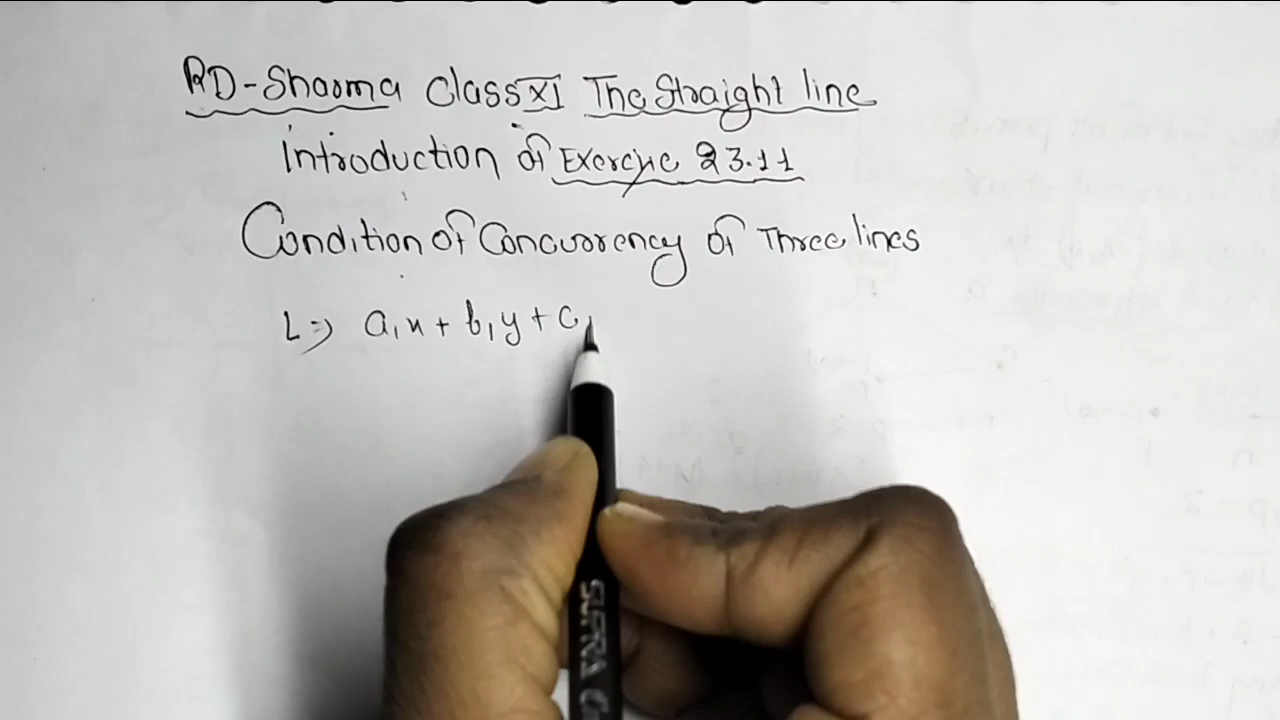 RD-Sharma Class XI The Straight line
introduction of Exercise 23.11
Condition of Concurrency of Three lines
L => a₁x + b₁y + c₁